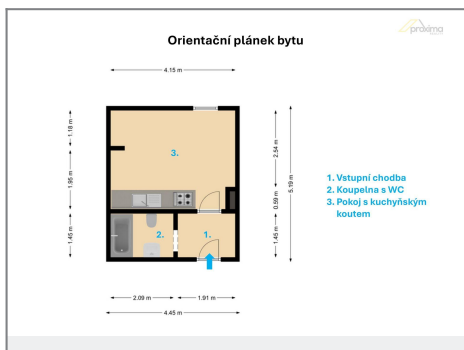 proxima
Orientační plánek bytu
4.15 m
1.18 m
1.95 m
1.45 m
2.54 m
0.59 m
1.45 m
5.19 m
3.
2.
1.
1. Vstupní chodba
2. Koupelna s WC
3. Pokoj s kuchyňským
koutem
2.09 m
1.91 m
4.45 m